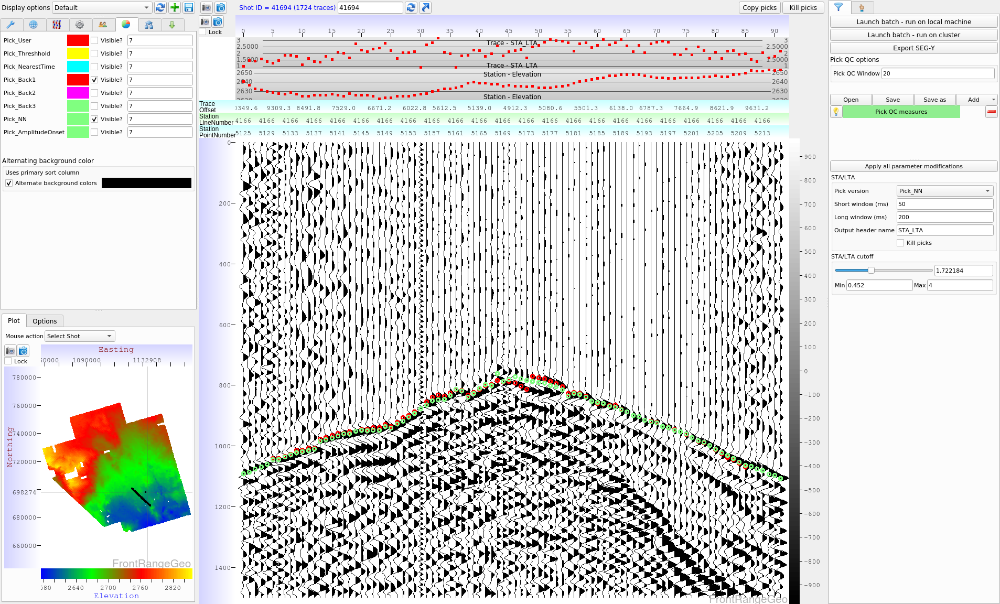 Display options Default
Shot ID = 41694 (1724 traces) 41694
Copy picks Kill picks
Lock
Pick_User Visible? 7
Pick_Threshhold Visible? 7
Pick_NearestTime Visible? 7
Pick_Back1 Visible? 7
Pick_Back2 Visible? 7
Pick_Back3 Visible? 7
Pick_NN Visible? 7
Pick_AmplitudeOnset Visible? 7
Alternating background color
Uses primary sort column
Alternate background colors
Plot Options
Mouse action Select Shot
Lock
Easting
1090000 1132908
Northing
780000
760000
740000
720000
698274
680000
660000
FrontRangeGeo
580 2640 2700 2760 2820
Elevation
0 5 10 15 20 25 30 35 40 45 50 55 60 65 70 75 80 85 90
3 Trace - STA_LTA 3
2.5000 2.5000
2 2
1.5000 1.5000
1 Trace - STA_LTA 1
2650 Station - Elevation 2650
2640 2640
2630 2630
Station - Elevation
Trace
Offset 9309.3 8491.8 7529.0 6671.2 6022.8 5612.5 5139.0 4912.3 5080.6 5501.3 6138.0 6787.3 7664.9 8621.9 9631.2
Station
LineNumber 4166 4166 4166 4166 4166 4166 4166 4166 4166 4166 4166 4166 4166 4166 4166 4166 4166 4166 4166 4166 4166 4166 4166
Station
PointNumber 5125 5129 5133 5137 5141 5145 5149 5153 5157 5161 5165 5169 5173 5177 5181 5185 5189 5193 5197 5201 5205 5209 5213
0
200
400
600
800
1000
1200
1400
FrontRangeGeo
900
800
700
600
500
400
300
200
100
0
-100
-200
-300
-400
-500
-600
-700
-800
-900
Launch batch - run on local machine
Launch batch - run on cluster
Export SEG-Y
Pick QC options
Pick QC Window 20
Open Save Save as Add
Pick QC measures
Apply all parameter modifications
STA/LTA
Pick version Pick_NN
Short window (ms) 50
Long window (ms) 200
Output header name STA_LTA
Kill picks
STA/LTA cutoff
1.722184
Min 0.452 Max 4